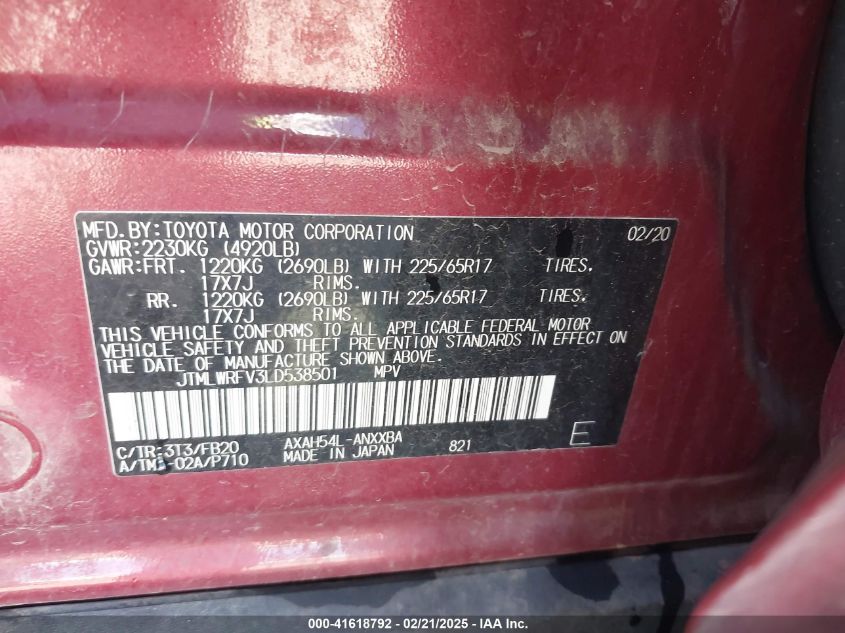 MFD.BY:TOYOTA MOTOR CORPORATION 02/20
GVWR:2230KG (4920LB)
GAWR:FRT. 1220KG (2690LB) WITH 225/65R17 TIRES.
17X7J RIMS.
RR. 1220KG (2690LB) WITH 225/65R17 TIRES.
17X7J RIMS.
THIS VEHICLE CONFORMS TO ALL APPLICABLE FEDERAL MOTOR
VEHICLE SAFETY AND THEFT PREVENTION STANDARDS IN EFFECT ON
THE DATE OF MANUFACTURE SHOWN ABOVE.
JTMLWRFV3LD538501 MPV
C/TR:3T3/FB20 AXAH54L-ANXXBA 821 E
A/TM:-02A/P710 MADE IN JAPAN
000-41618792 - 02/21/2025 - © IAA, Inc.